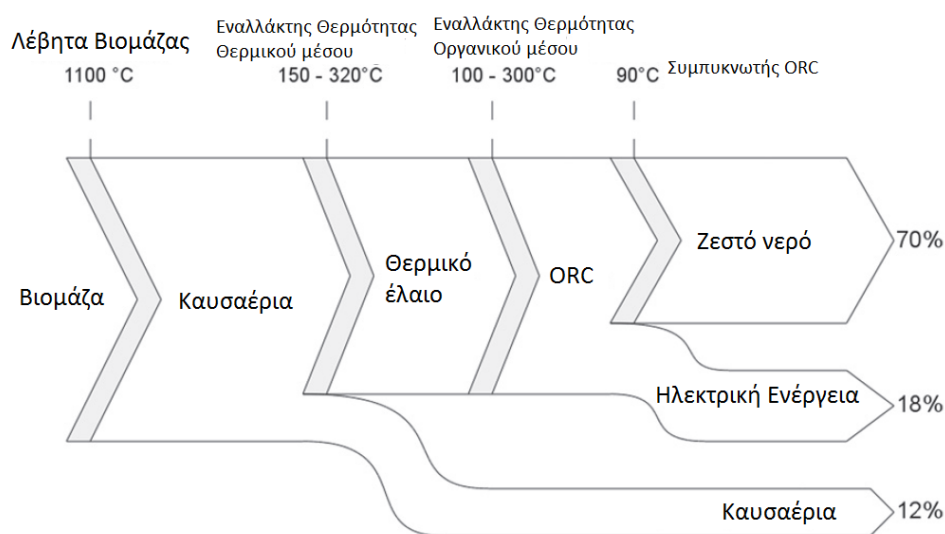 Λέβητα Βιομάζας
1100 °C
Εναλλάκτης Θερμότητας
Θερμικού μέσου
150 - 320°C
Εναλλάκτης Θερμότητας
Οργανικού μέσου
100 - 300°C
90°C
Συμπυκνωτής ORC
Βιομάζα
Καυσαέρια
Θερμικό
έλαιο
ORC
Ζεστό νερό
70%
Ηλεκτρική Ενέργεια
18%
Καυσαέρια
12%